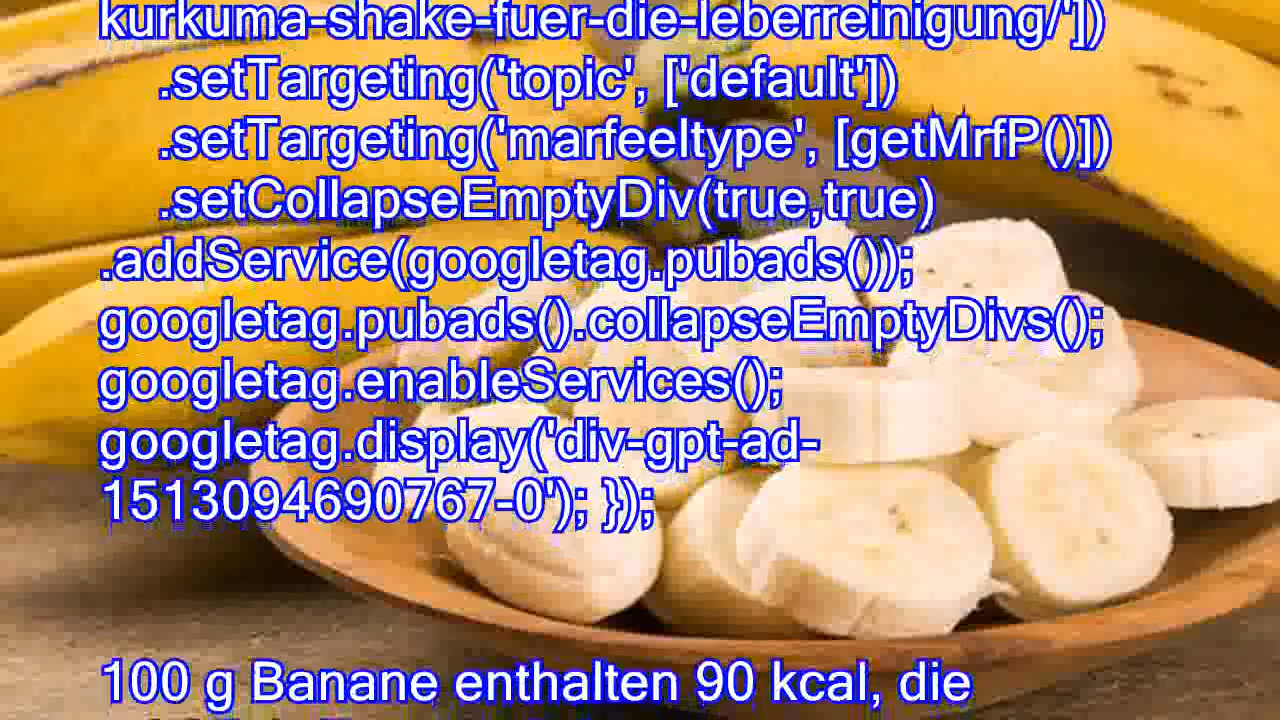 kurkuma-shake-fuer-die-leberreinigung/'])
.setTargeting('topic', ['default'])
.setTargeting('marfeeltype', [getMrfP()])
.setCollapseEmptyDiv(true,true)
.addService(googletag.pubads());
googletag.pubads().collapseEmptyDivs();
googletag.enableServices();
googletag.display('div-gpt-ad-
1513094690767-0'); });
100 g Banane enthalten 90 kcal, die